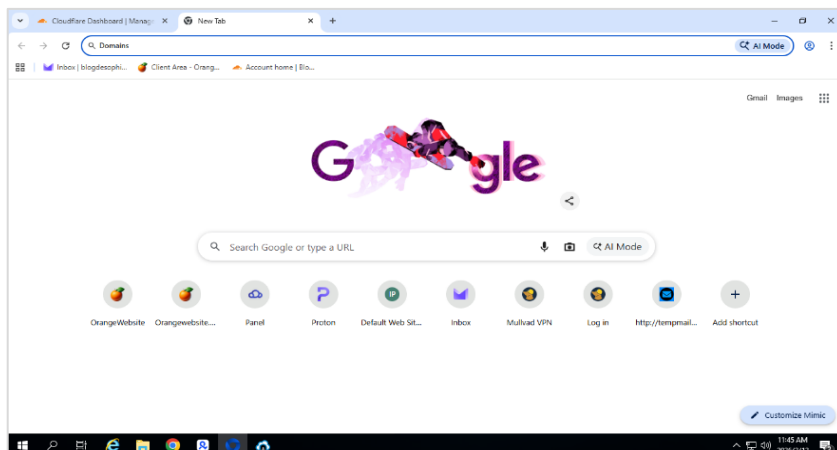 Cloudflare Dashboard | Manag
New Tab
Domains
AI Mode
Inbox | blogdesophi...
Client Area - Orang...
Account home | Blo...
Gmail
Images
Google
Search Google or type a URL
AI Mode
OrangeWebsite
Orangewebsite...
Panel
Proton
Default Web Sit...
Inbox
Mullvad VPN
Log in
http://tempmail...
Add shortcut
IP
Customize Mimic
11:45 AM